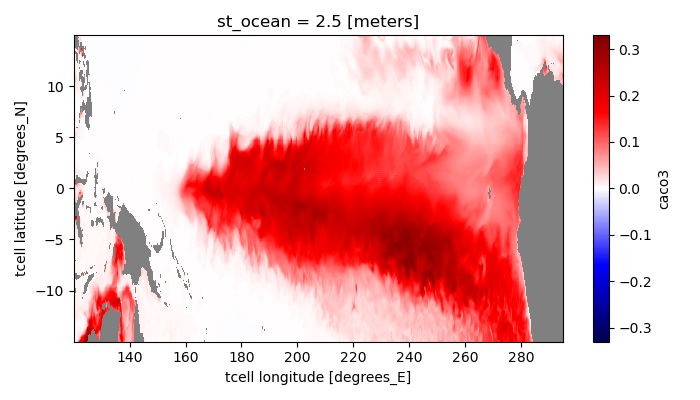 st_ocean = 2.5 [meters]
10
5
0
−5
−10
tcell latitude [degrees_N]
140 160 180 200 220 240 260 280
tcell longitude [degrees_E]
0.3
0.2
0.1
0.0
−0.1
−0.2
−0.3
caco3